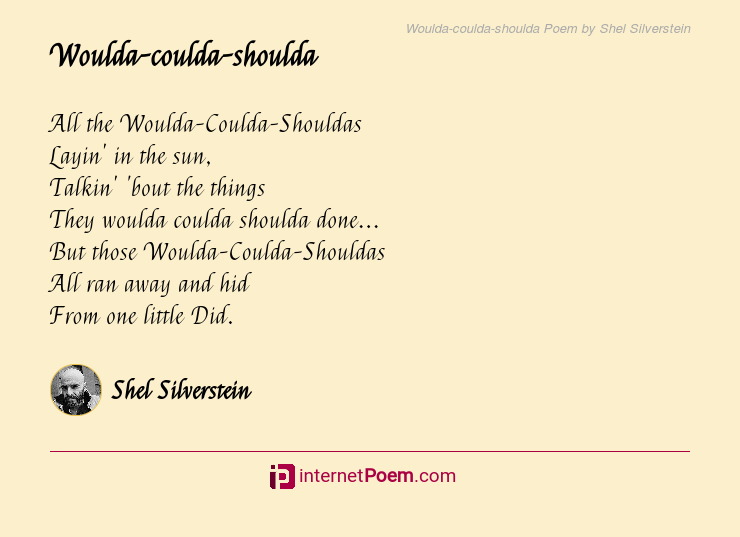 Woulda-coulda-shoulda Poem by Shel Silverstein
Woulda-coulda-shoulda
All the Woulda-Coulda-Shouldas
Layin' in the sun,
Talkin' 'bout the things
They woulda coulda shoulda done...
But those Woulda-Coulda-Shouldas
All ran away and hid
From one little Did.
Shel Silverstein
internetPoem.com